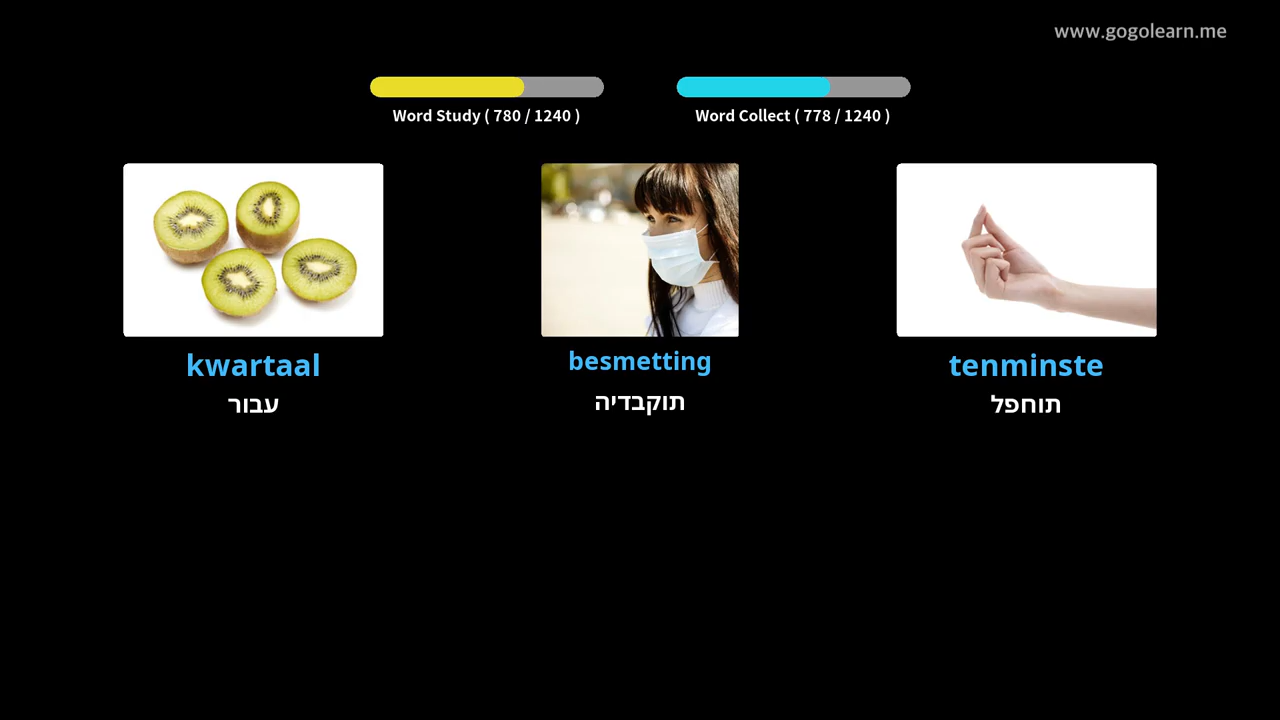 www.gogolearn.me
Word Study ( 780 / 1240 )
Word Collect ( 778 / 1240 )
kwartaal
עבור
besmetting
תוקבדיה
tenminste
תוחפל